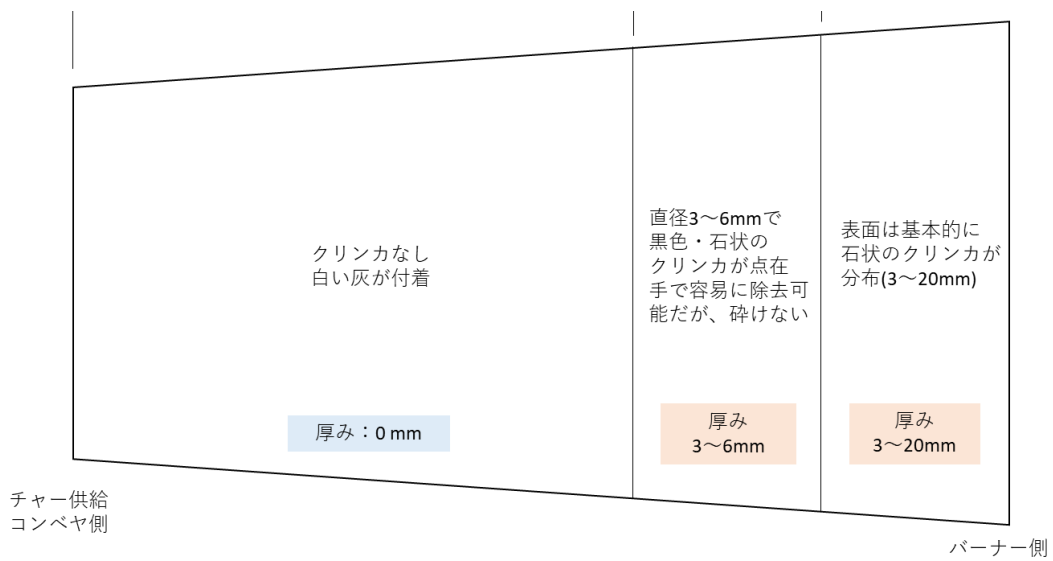 クリンカなし
白い灰が付着
厚み：0 mm
直径3～6mmで
黒色・石状の
クリンカが点在
手で容易に除去可
能だが、砕けない
厚み
3～6mm
表面は基本的に
石状のクリンカが
分布(3～20mm)
厚み
3～20mm
チャー供給
コンベヤ側
バーナー側